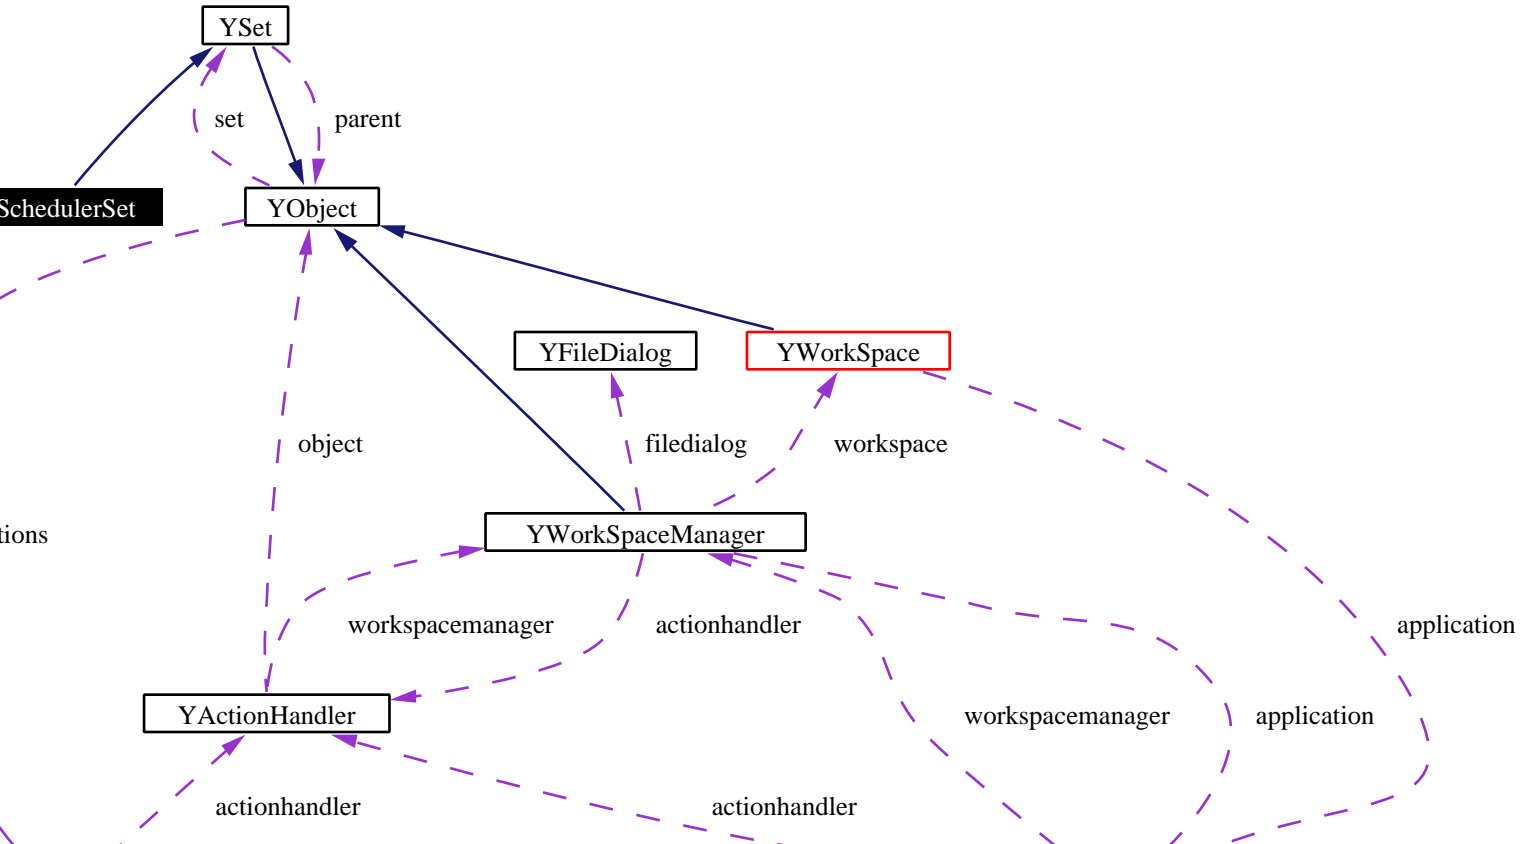 YSet
set
parent
SchedulerSet
YObject
YFileDialog
YWorkSpace
object
filedialog
workspace
tions
YWorkSpaceManager
workspacemanager
actionhandler
application
YActionHandler
workspacemanager
application
actionhandler
actionhandler